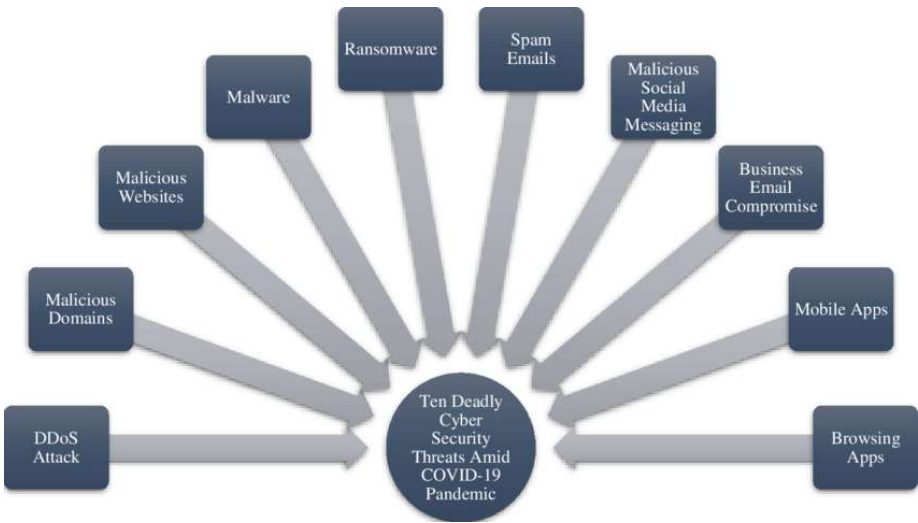 Ransomware
Spam
Emails
Malware
Malicious
Social
Media
Messaging
Malicious
Websites
Business
Email
Compromise
Malicious
Domains
Mobile Apps
DDoS
Attack
Ten Deadly
Cyber
Security
Threats Amid
COVID-19
Pandemic
Browsing
Apps